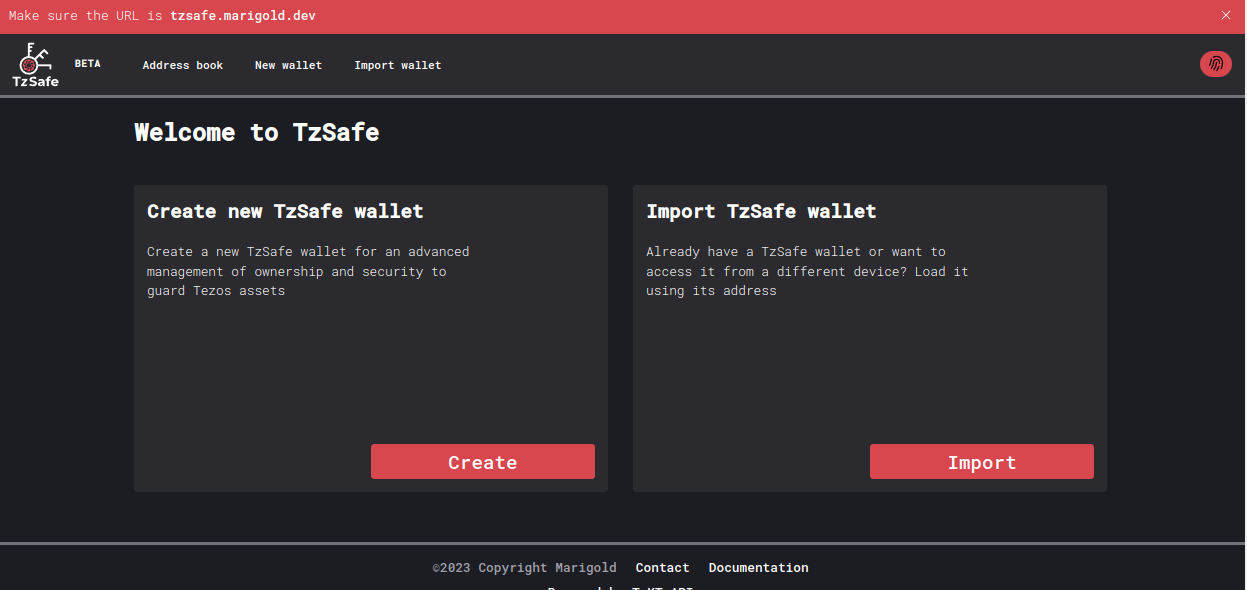 Make sure the URL is tzsafe.marigold.dev
TzSafe
BETA
Address book
New wallet
Import wallet
Welcome to TzSafe
Create new TzSafe wallet
Create a new TzSafe wallet for an advanced
management of ownership and security to
guard Tezos assets
Create
Import TzSafe wallet
Already have a TzSafe wallet or want to
access it from a different device? Load it
using its address
Import
©2023 Copyright Marigold Contact Documentation